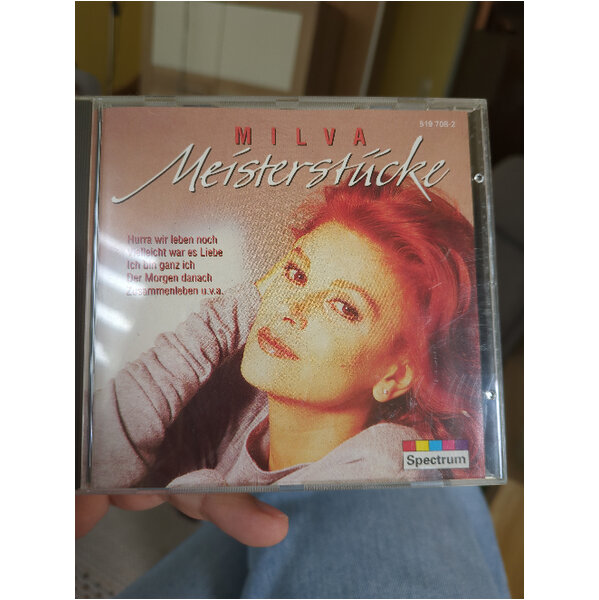 519 708-2
MILVA
Meisterstücke
Hurra wir leben noch
Vielleicht war es Liebe
Ich bin ganz ich
Der Morgen danach
Zusammenleben u.v.a.
Spectrum